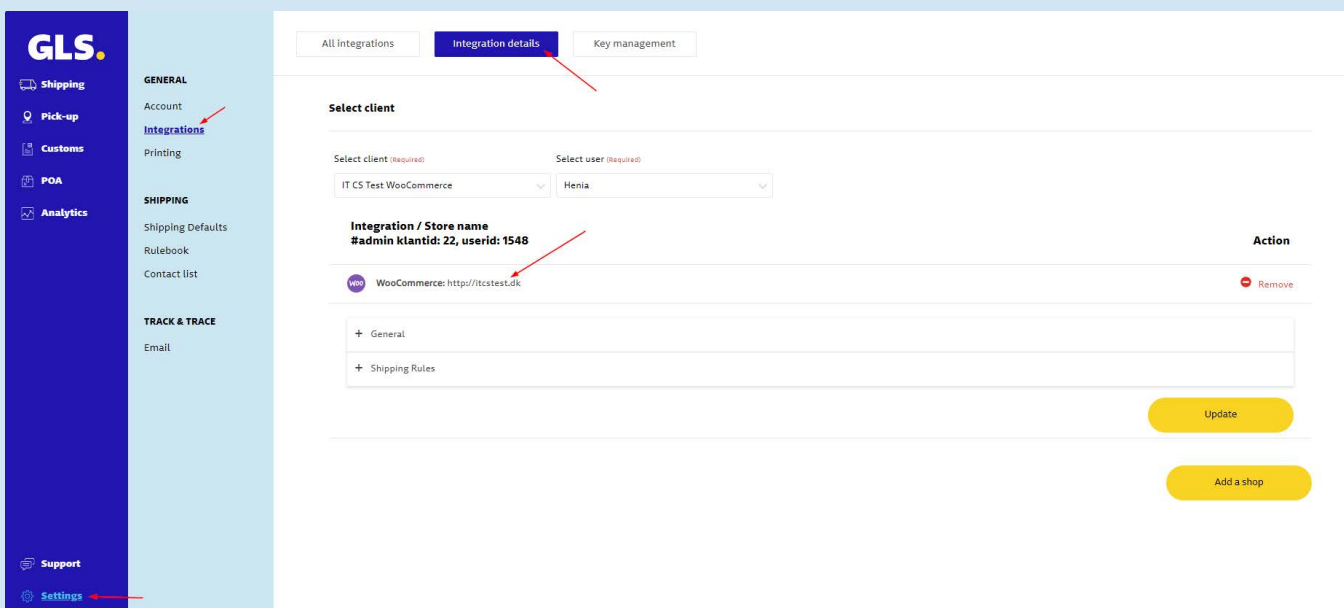 GLS.
Shipping
Pick-up
Customs
POA
Analytics
Support
Settings
GENERAL
Account
Integrations
Printing
SHIPPING
Shipping Defaults
Rulebook
Contact list
TRACK & TRACE
Email
All integrations
Integration details
Key management
Select client
Select client (Required)
Select user (Required)
IT CS Test WooCommerce
Henia
Integration / Store name
#admin klantid: 22, userid: 1548
Action
Woo
WooCommerce: http://itcstest.dk
Remove
+ General
+ Shipping Rules
Update
Add a shop